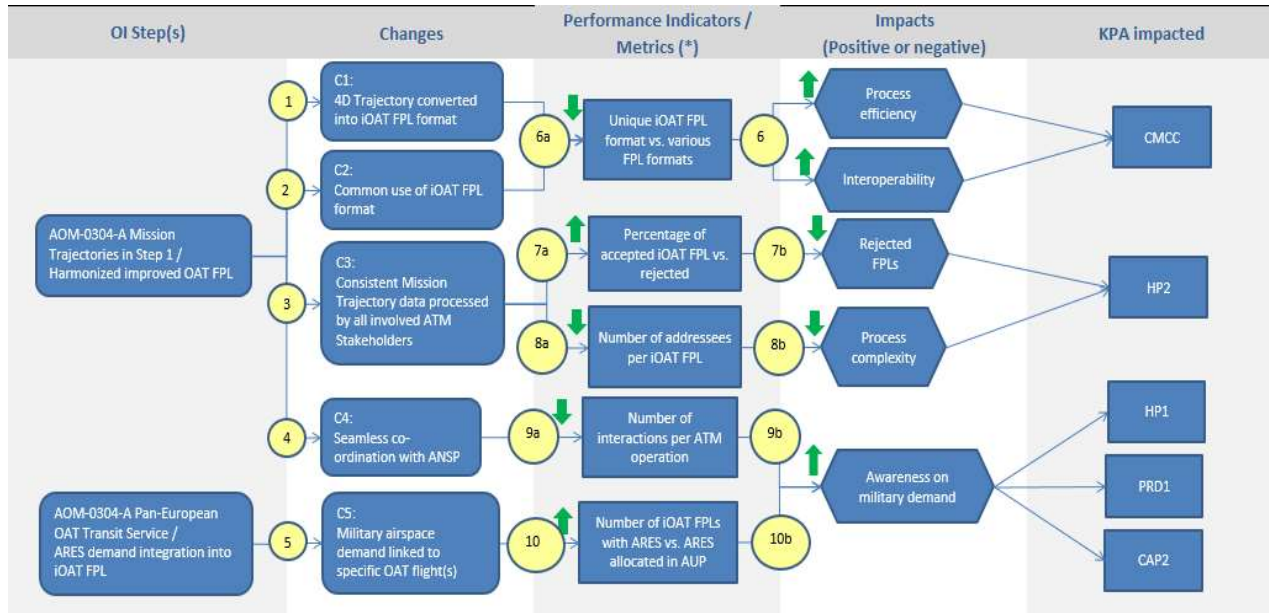 OI Step(s)
Changes
Performance Indicators /
Metrics (*)
Impacts
(Positive or negative)
KPA impacted
AOM-0304-A Mission
Trajectories in Step 1 /
Harmonized improved OAT FPL
AOM-0304-A Pan-European
OAT Transit Service /
ARES demand integration into
iOAT FPL
1
2
3
4
5
C1:
4D Trajectory converted
into iOAT FPL format
C2:
Common use of iOAT FPL
format
C3:
Consistent Mission
Trajectory data processed
by all involved ATM
Stakeholders
C4:
Seamless co-
ordination with ANSP
C5:
Military airspace
demand linked to
specific OAT flight(s)
6a
7a
8a
9a
10
Unique iOAT FPL
format vs. various
FPL formats
Percentage of
accepted iOAT FPL vs.
rejected
Number of addressees
per iOAT FPL
Number of
interactions per ATM
operation
Number of iOAT FPLs
with ARES vs. ARES
allocated in AUP
6
7b
8b
9b
10b
Process
efficiency
Interoperability
Rejected
FPLs
Process
complexity
Awareness on
military demand
CMCC
HP2
HP1
PRD1
CAP2